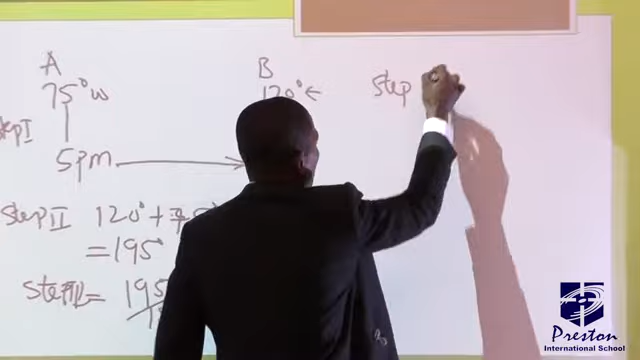 A
B
75°W
120°E
Step I
5pm
Step
Step II 120° + 75°
= 195°
Step III = 195
Preston
International School